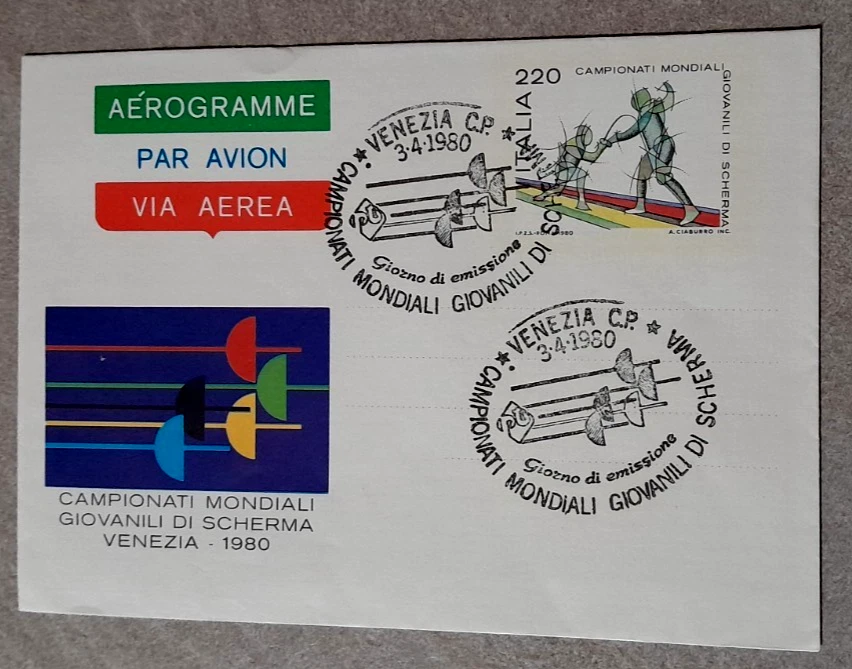 AÉROGRAMME
PAR AVION
VIA AEREA
220 CAMPIONATI MONDIALI
GIOVANILI DI SCHERMA
ITALIA
A. CIABURRO INC.
VENEZIA C.P.
3·4·1980
Giorno di emissione
CAMPIONATI MONDIALI GIOVANILI DI SCHERMA
VENEZIA C.P.
3·4·1980
Giorno di emissione
CAMPIONATI MONDIALI GIOVANILI DI SCHERMA
CAMPIONATI MONDIALI
GIOVANILI DI SCHERMA
VENEZIA - 1980